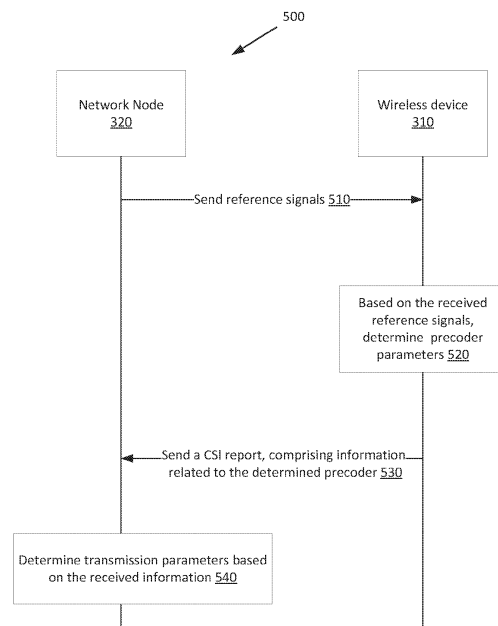 500
Network Node
320
Wireless device
310
Send reference signals 510
Based on the received
reference signals,
determine precoder
parameters 520
Send a CSI report, comprising information
related to the determined precoder 530
Determine transmission parameters based
on the received information 540